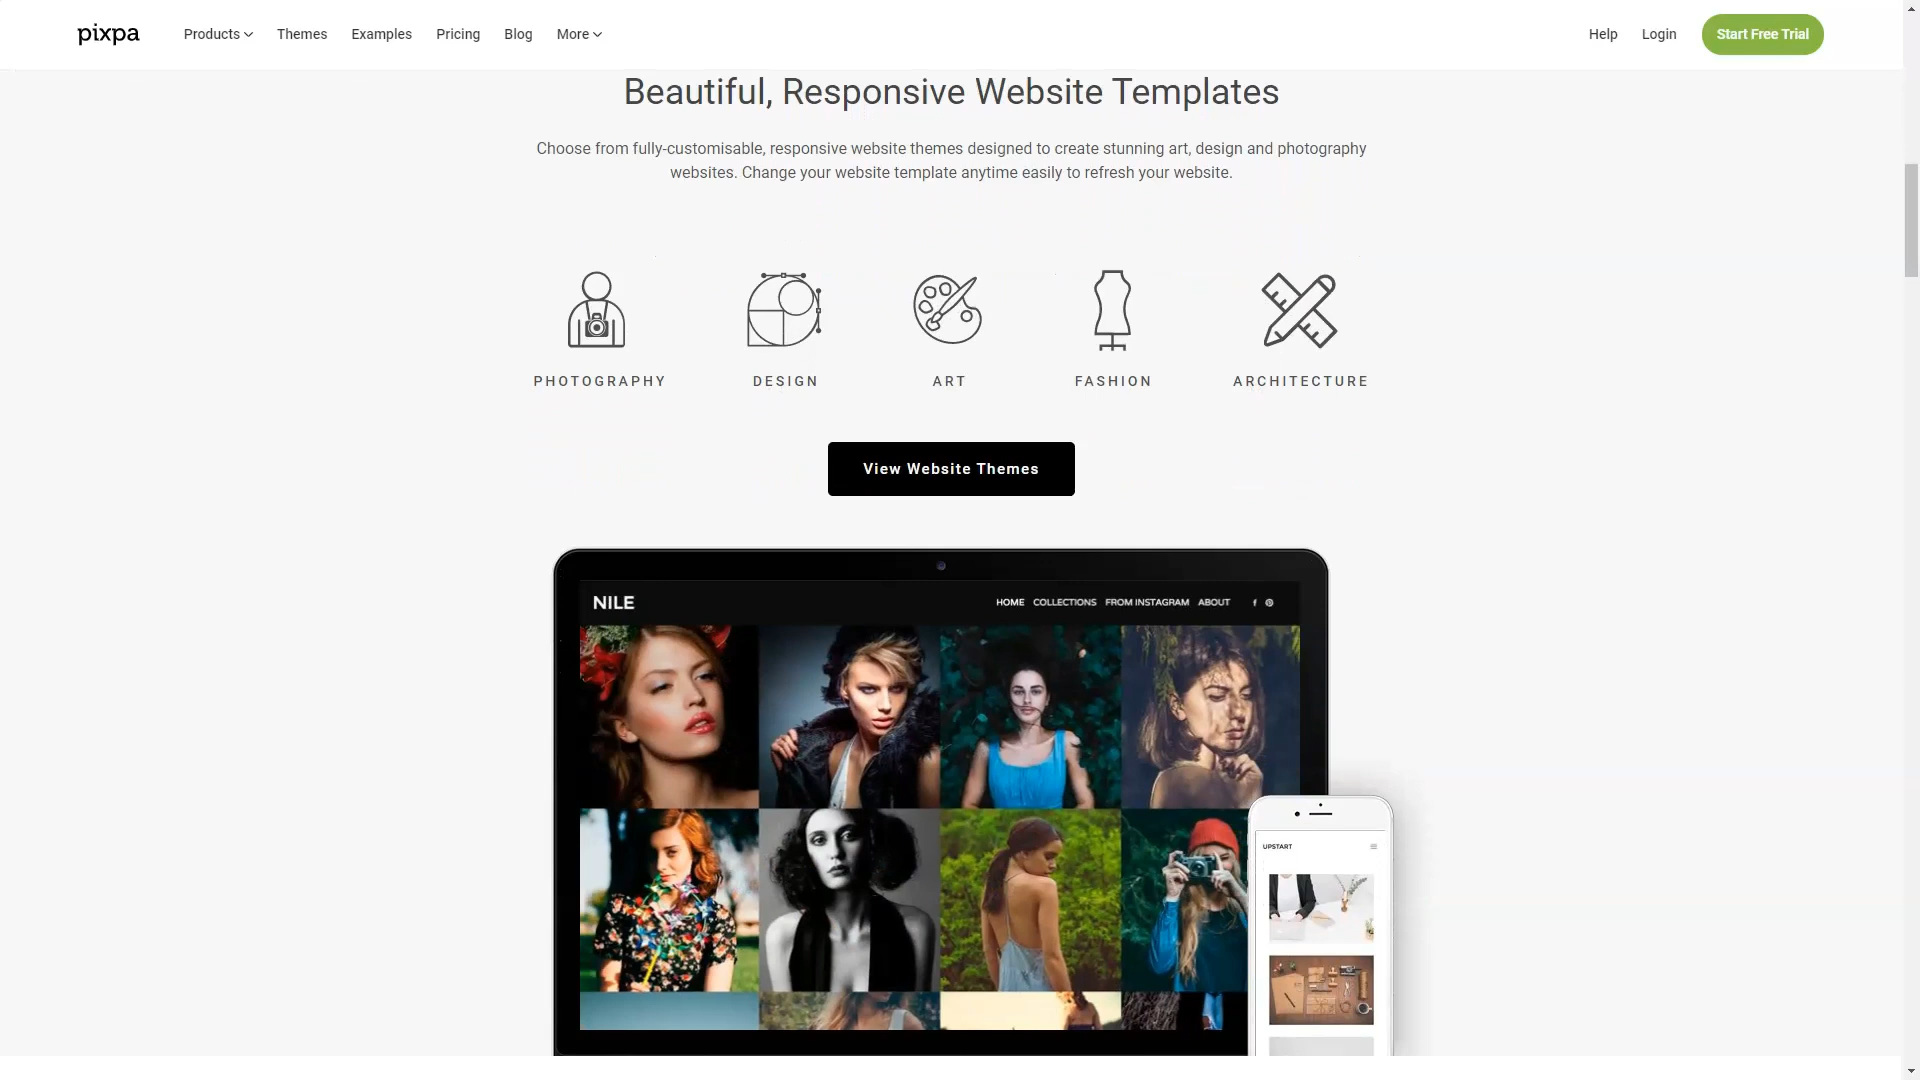 pixpa
Products
Themes
Examples
Pricing
Blog
More
Help
Login
Start Free Trial
Beautiful, Responsive Website Templates
Choose from fully-customisable, responsive website themes designed to create stunning art, design and photography
websites. Change your website template anytime easily to refresh your website.
PHOTOGRAPHY
DESIGN
ART
FASHION
ARCHITECTURE
View Website Themes
NILE
HOME
COLLECTIONS
FROM INSTAGRAM
ABOUT
UPSTART